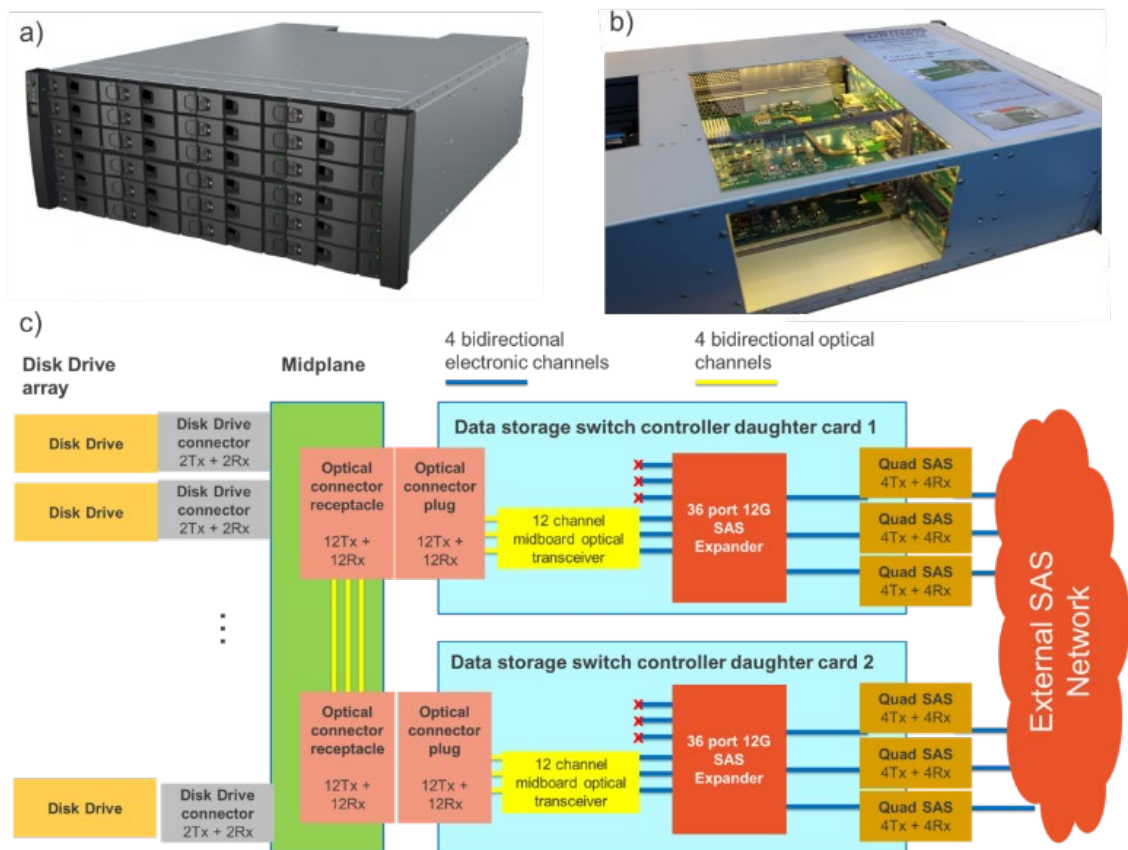 a)
b)
c)
4 bidirectional
electronic channels
4 bidirectional optical
channels
Disk Drive
array
Midplane
Disk Drive
Disk Drive
connector
2Tx + 2Rx
Disk Drive
Disk Drive
connector
2Tx + 2Rx
⋮
Disk Drive
Disk Drive
connector
2Tx + 2Rx
Data storage switch controller daughter card 1
Optical
connector
receptacle
12Tx +
12Rx
Optical
connector
plug
12Tx +
12Rx
12 channel
midboard optical
transceiver
x
x
x
36 port 12G
SAS
Expander
Quad SAS
4Tx + 4Rx
Quad SAS
4Tx + 4Rx
Quad SAS
4Tx + 4Rx
Data storage switch controller daughter card 2
Optical
connector
receptacle
12Tx +
12Rx
Optical
connector
plug
12Tx +
12Rx
12 channel
midboard optical
transceiver
x
x
x
36 port 12G
SAS
Expander
Quad SAS
4Tx + 4Rx
Quad SAS
4Tx + 4Rx
Quad SAS
4Tx + 4Rx
External SAS
Network